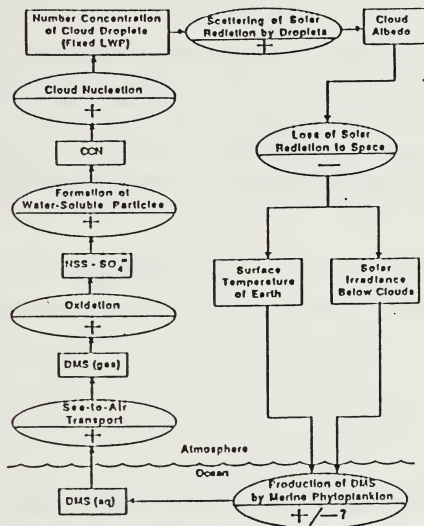 Number Concentration
of Cloud Droplets
(Fixed LWP)
Scattering of Solar
Radiation by Droplets
+
Cloud
Albedo
Cloud Nucleation
+
Loss of Solar
Radiation to Space
—
CCN
Formation of
Water-Soluble Particles
+
NSS - SO4=
Surface
Temperature
of Earth
Solar
Irradiance
Below Clouds
Oxidation
+
DMS (gas)
Sea-to-Air
Transport
+
Atmosphere
Ocean
DMS (aq)
Production of DMS
by Marine Phytoplankton
+/—?